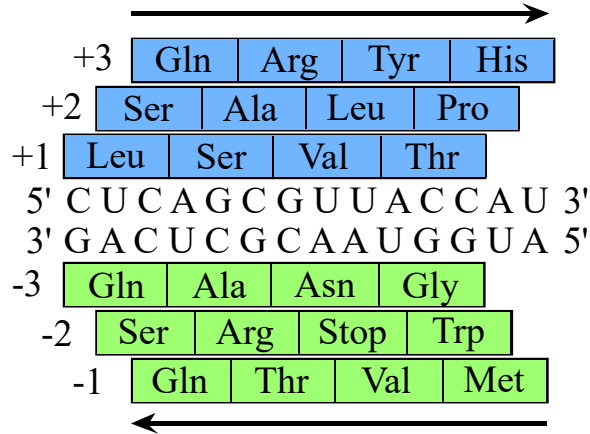 +3 Gln Arg Tyr His
+2 Ser Ala Leu Pro
+1 Leu Ser Val Thr
5' C U C A G C G U U A C C A U 3'
3' G A C U C G C A A U G G U A 5'
-3 Gln Ala Asn Gly
-2 Ser Arg Stop Trp
-1 Gln Thr Val Met